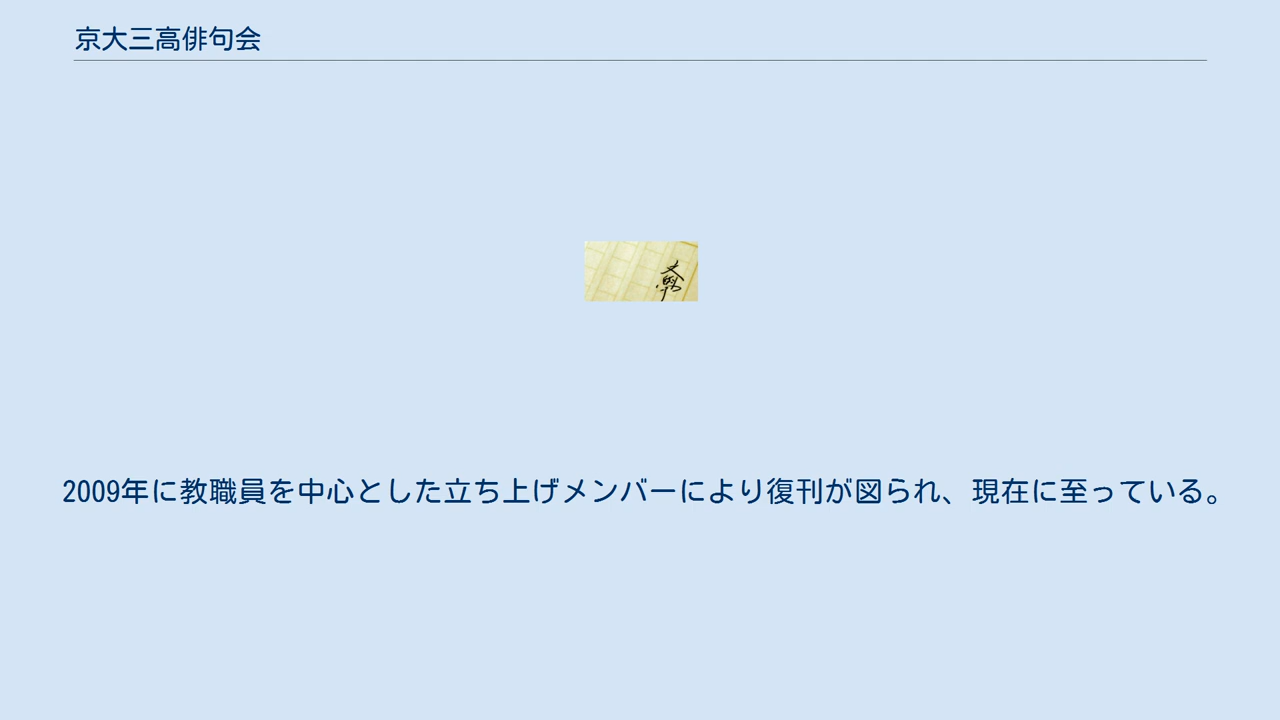 京大三高俳句会
2009年に教職員を中心とした立ち上げメンバーにより復刊が図られ、現在に至っている。